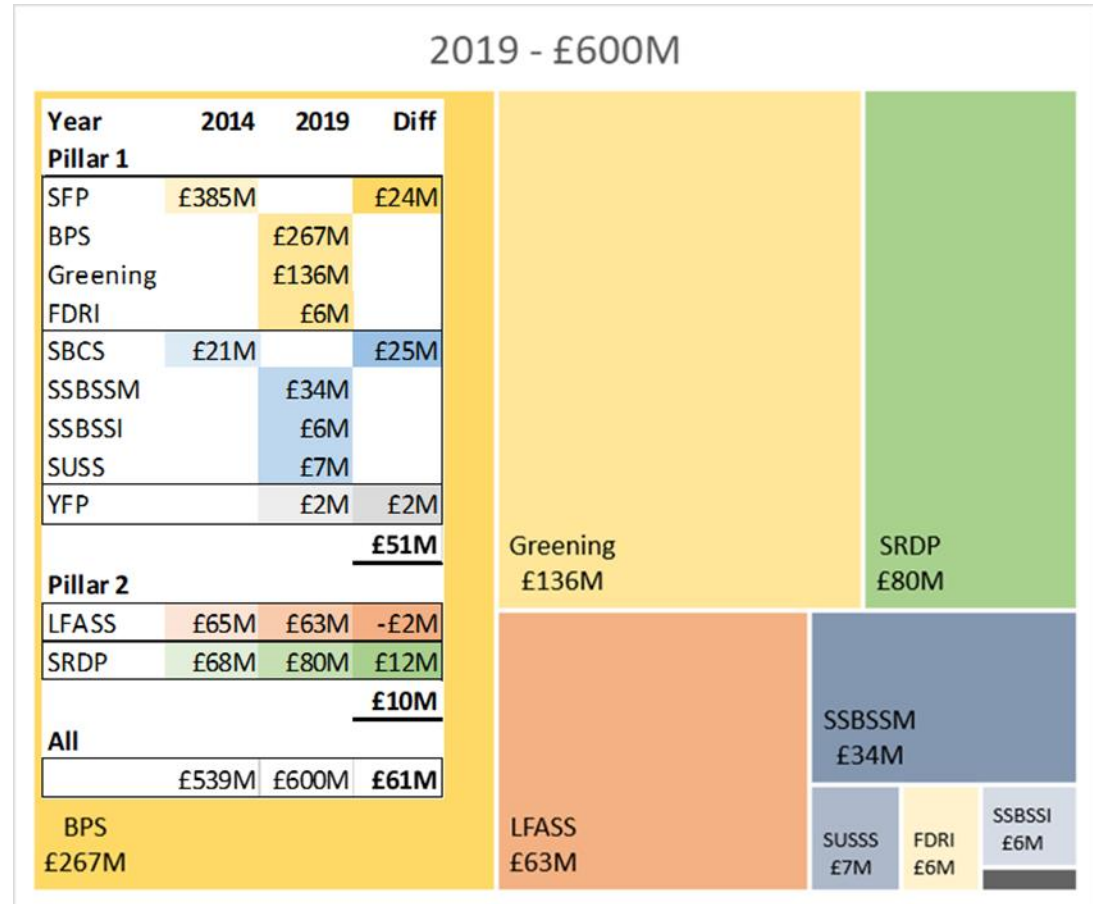 2019 - £600M
Year 2014 2019 Diff
Pillar 1
SFP £385M £24M
BPS £267M
Greening £136M
FDRI £6M
SBCS £21M £25M
SSBSSM £34M
SSBSSI £6M
SUSS £7M
YFP £2M £2M
£51M
Pillar 2
LFASS £65M £63M -£2M
SRDP £68M £80M £12M
£10M
All
£539M £600M £61M
BPS
£267M
Greening
£136M
SRDP
£80M
LFASS
£63M
SSBSSM
£34M
SUSSS
£7M
FDRI
£6M
SSBSSI
£6M